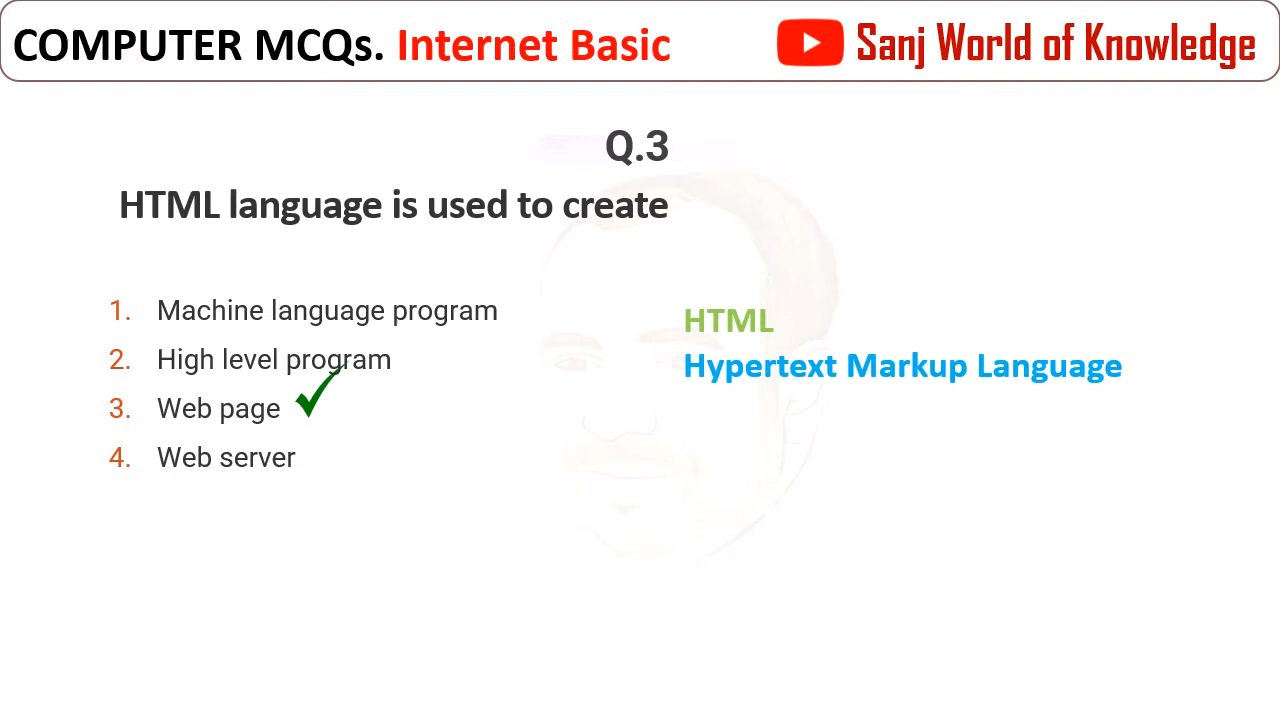 COMPUTER MCQs. Internet Basic
Sanj World of Knowledge
Q.3
HTML language is used to create
1. Machine language program
2. High level program
3. Web page
4. Web server
HTML
Hypertext Markup Language